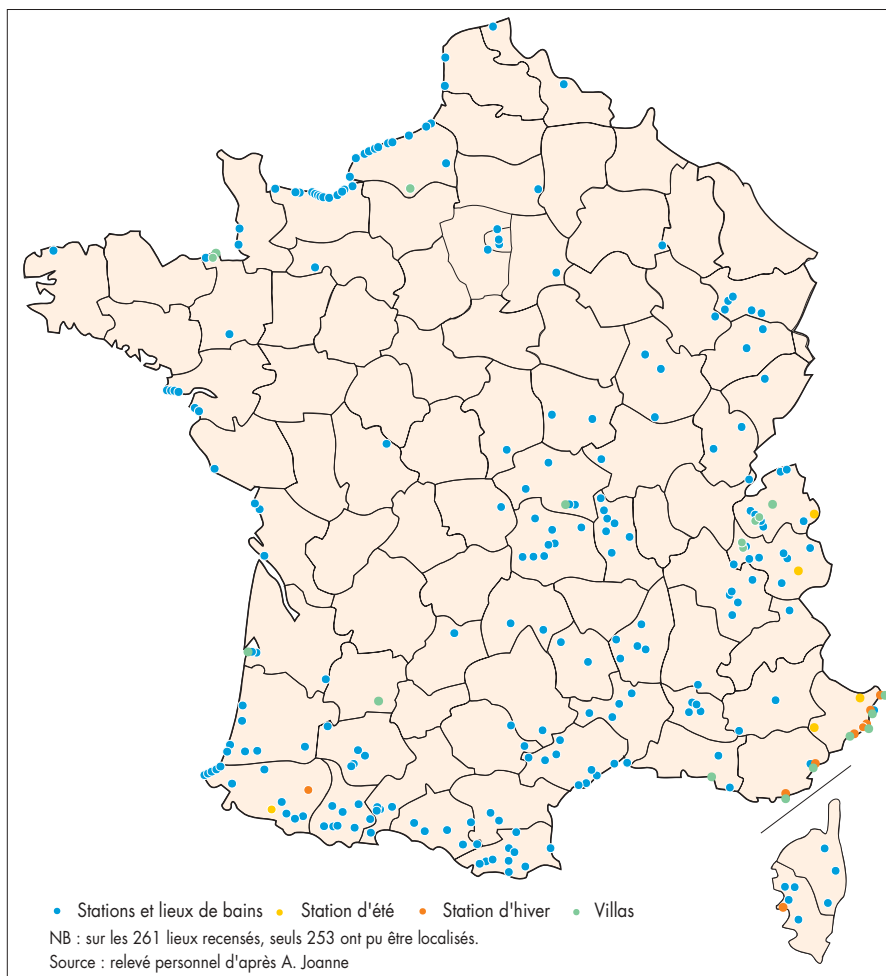 Stations et lieux de bains Station d'été Station d'hiver Villas
NB : sur les 261 lieux recensés, seuls 253 ont pu être localisés.
Source : relevé personnel d'après A. Joanne